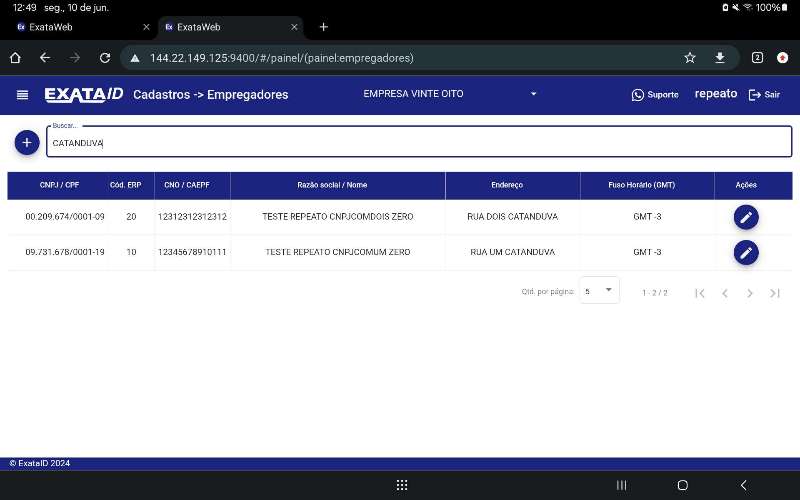 12:49 seg., 10 de jun. 100%
ExataWeb
ExataWeb
144.22.149.125:9400/#/painel/(painel:empregadores) 2
EXATAID Cadastros -> Empregadores EMPRESA VINTE OITO Suporte repeato Sair
Buscar...
CATANDUVA
CNPJ / CPF Cód. ERP CNO / CAEPF Razão social / Nome Endereço Fuso Horário (GMT) Ações
00.209.674/0001-09 20 12312312312312 TESTE REPEATO CNPJCOMDOIS ZERO RUA DOIS CATANDUVA GMT -3
09.731.678/0001-19 10 12345678910111 TESTE REPEATO CNPJCOMUM ZERO RUA UM CATANDUVA GMT -3
Qtd. por página: 5 1 - 2 / 2
© ExataID 2024